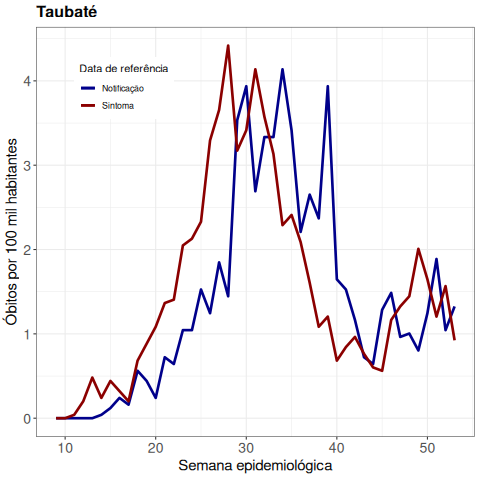 Taubaté
Data de referência
Notificação
Sintoma
Óbitos por 100 mil habitantes
4
3
2
1
0
10
20
30
40
50
Semana epidemiológica